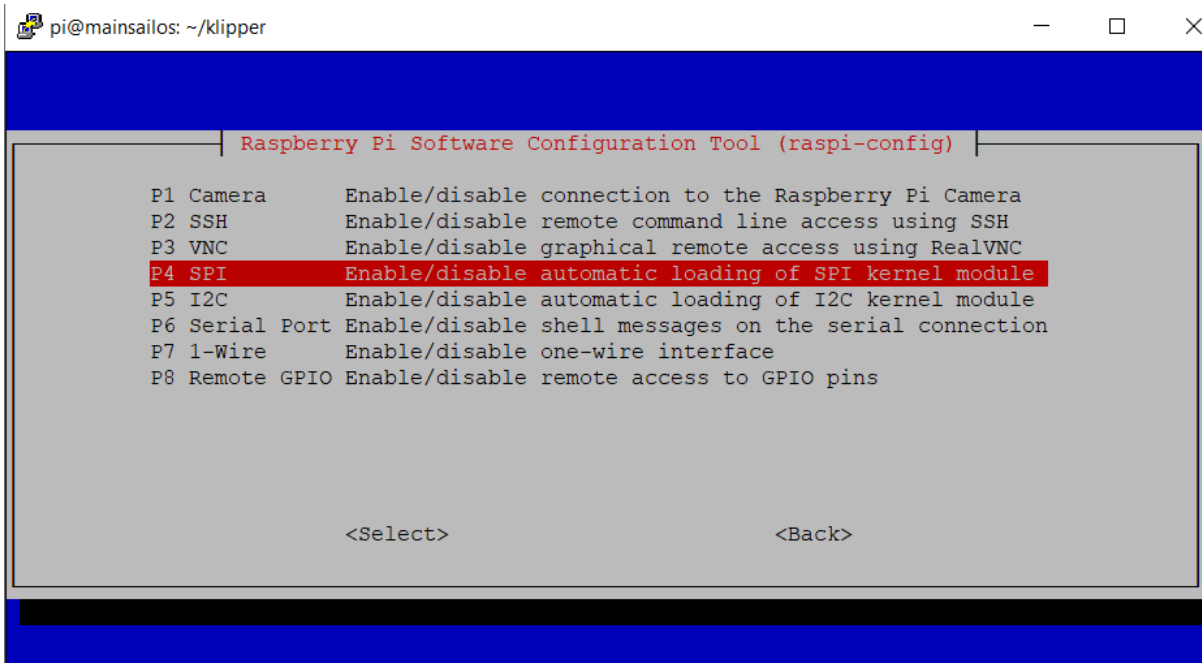 pi@mainsailos: ~/klipper
Raspberry Pi Software Configuration Tool (raspi-config)
P1 Camera Enable/disable connection to the Raspberry Pi Camera
P2 SSH Enable/disable remote command line access using SSH
P3 VNC Enable/disable graphical remote access using RealVNC
P4 SPI Enable/disable automatic loading of SPI kernel module
P5 I2C Enable/disable automatic loading of I2C kernel module
P6 Serial Port Enable/disable shell messages on the serial connection
P7 1-Wire Enable/disable one-wire interface
P8 Remote GPIO Enable/disable remote access to GPIO pins
<Select> <Back>